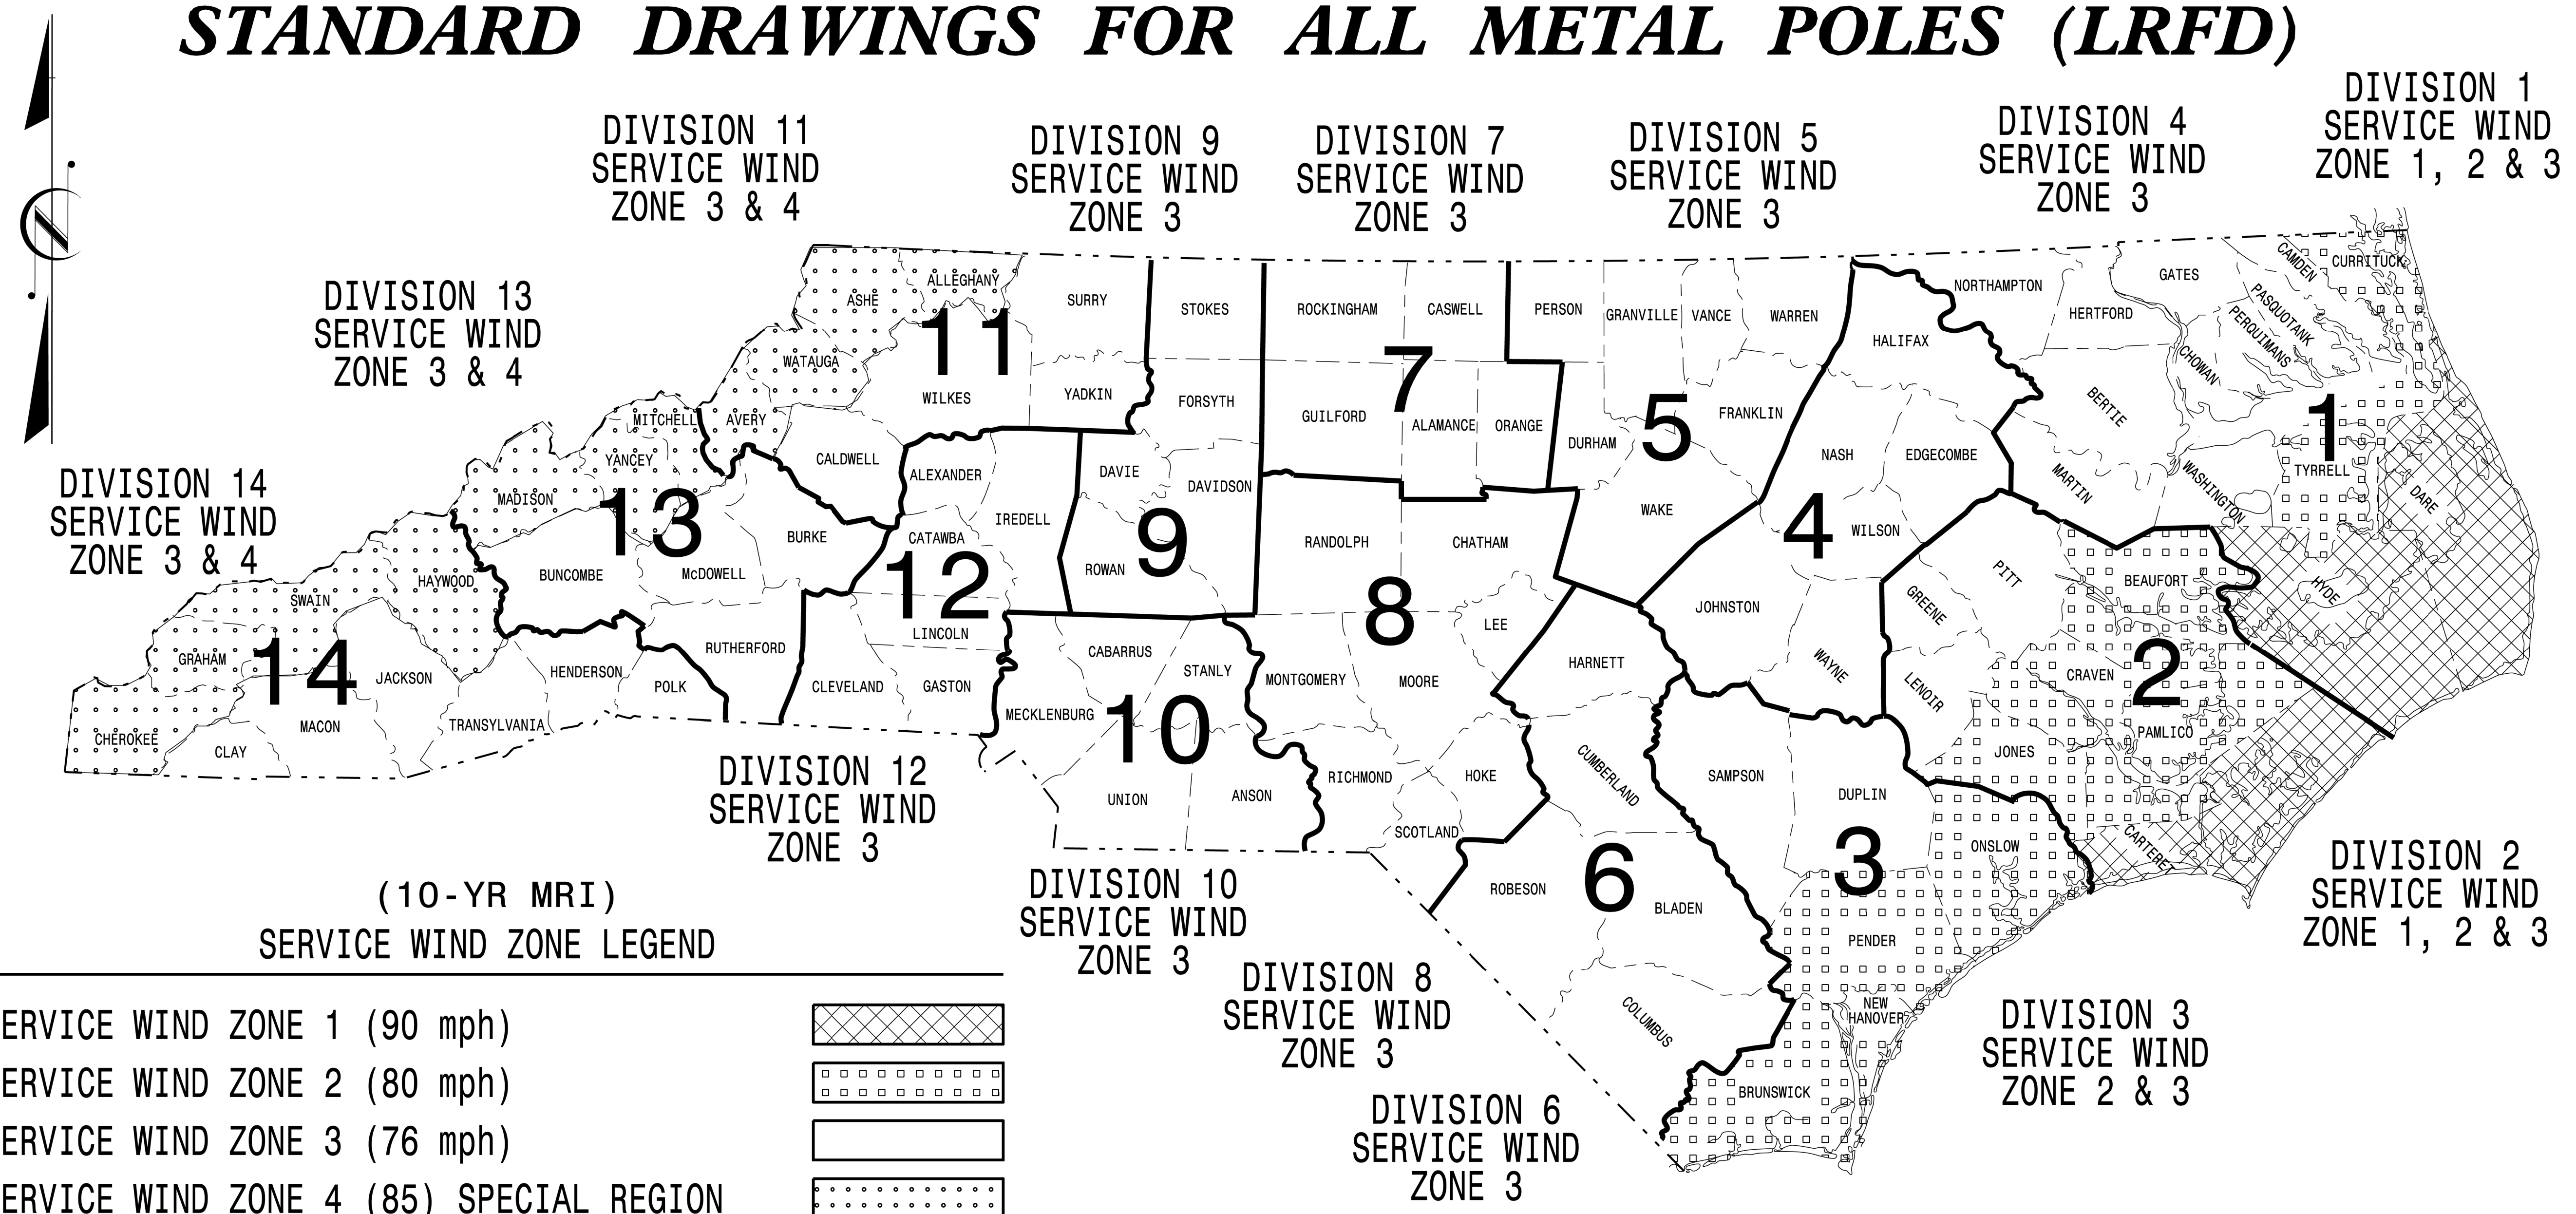 STANDARD DRAWINGS FOR ALL METAL POLES (LRFD)
DIVISION 1
SERVICE WIND
ZONE 1, 2 & 3
DIVISION 4
SERVICE WIND
ZONE 3
DIVISION 5
SERVICE WIND
ZONE 3
DIVISION 7
SERVICE WIND
ZONE 3
DIVISION 9
SERVICE WIND
ZONE 3
DIVISION 11
SERVICE WIND
ZONE 3 & 4
DIVISION 13
SERVICE WIND
ZONE 3 & 4
DIVISION 14
SERVICE WIND
ZONE 3 & 4
N
ALLEGHANY
ASHE
SURRY
WATAUGA
11
WILKES
YADKIN
AVERY
CALDWELL
STOKES
FORSYTH
DAVIE
DAVIDSON
9
ROWAN
ROCKINGHAM
CASWELL
7
GUILFORD
ALAMANCE
ORANGE
PERSON
GRANVILLE
VANCE
WARREN
5
FRANKLIN
DURHAM
WAKE
HALIFAX
NASH
EDGECOMBE
4
WILSON
JOHNSTON
WAYNE
NORTHAMPTON
GATES
HERTFORD
CAMDEN
CURRITUCK
PASQUOTANK
PERQUIMANS
CHOWAN
BERTIE
1
TYRRELL
MARTIN
WASHINGTON
DARE
HYDE
MITCHELL
YANCEY
MADISON
13
BURKE
BUNCOMBE
McDOWELL
RUTHERFORD
HAYWOOD
SWAIN
GRAHAM
14
JACKSON
HENDERSON
POLK
MACON
TRANSYLVANIA
CHEROKEE
CLAY
ALEXANDER
IREDELL
CATAWBA
12
LINCOLN
CLEVELAND
GASTON
CABARRUS
STANLY
MECKLENBURG
10
UNION
ANSON
RANDOLPH
CHATHAM
8
LEE
MONTGOMERY
MOORE
RICHMOND
HOKE
SCOTLAND
HARNETT
CUMBERLAND
6
ROBESON
BLADEN
COLUMBUS
SAMPSON
DUPLIN
3
ONSLOW
PENDER
NEW
HANOVER
BRUNSWICK
PITT
BEAUFORT
GREENE
LENOIR
CRAVEN
2
PAMLICO
JONES
CARTERET
DIVISION 12
SERVICE WIND
ZONE 3
DIVISION 10
SERVICE WIND
ZONE 3
DIVISION 8
SERVICE WIND
ZONE 3
DIVISION 6
SERVICE WIND
ZONE 3
DIVISION 3
SERVICE WIND
ZONE 2 & 3
DIVISION 2
SERVICE WIND
ZONE 1, 2 & 3
(10-YR MRI)
SERVICE WIND ZONE LEGEND
ERVICE WIND ZONE 1 (90 mph)
ERVICE WIND ZONE 2 (80 mph)
ERVICE WIND ZONE 3 (76 mph)
ERVICE WIND ZONE 4 (85) SPECIAL REGION